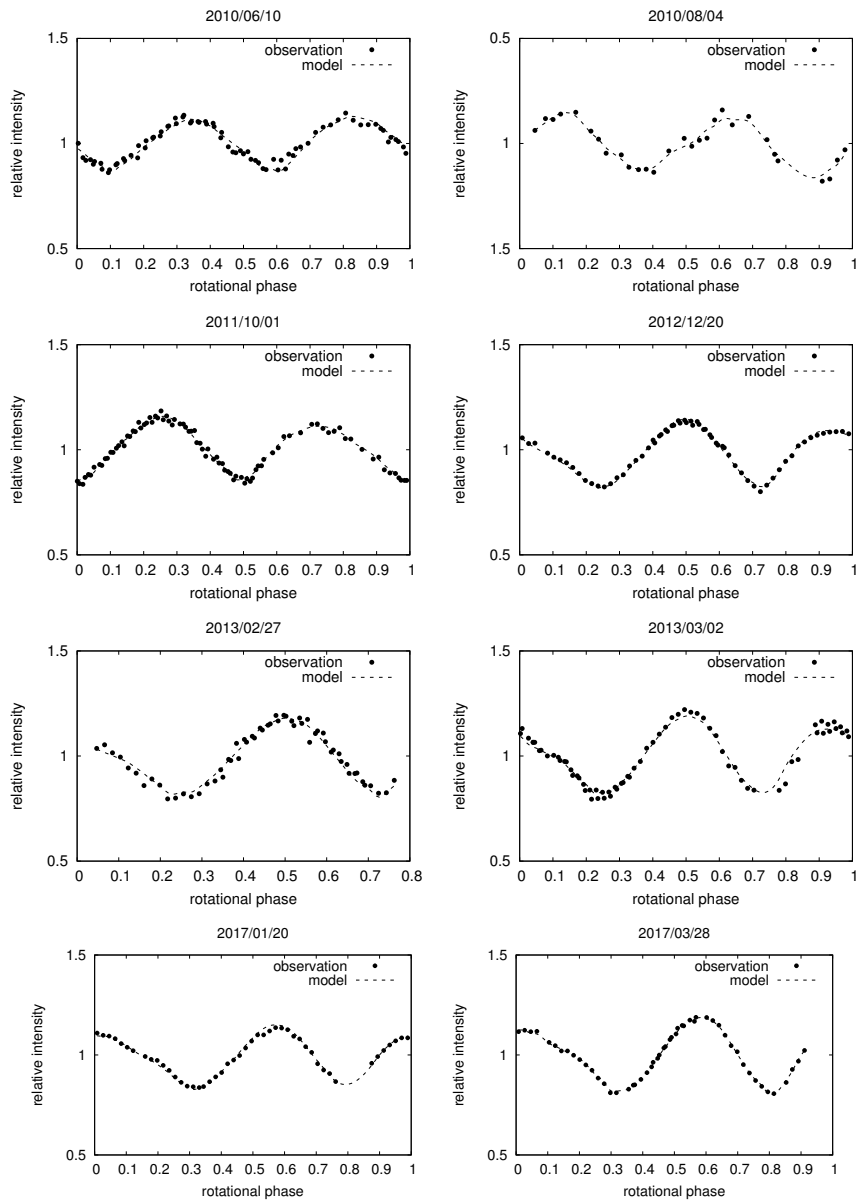 2010/06/10
1.5
observation
model
1
0.5
relative intensity
0 0.1 0.2 0.3 0.4 0.5 0.6 0.7 0.8 0.9 1
rotational phase
2010/08/04
0.5
observation
model
1
1.5
relative intensity
0 0.1 0.2 0.3 0.4 0.5 0.6 0.7 0.8 0.9 1
rotational phase
2011/10/01
1.5
observation
model
1
0.5
relative intensity
0 0.1 0.2 0.3 0.4 0.5 0.6 0.7 0.8 0.9 1
rotational phase
2012/12/20
1.5
observation
model
1
0.5
relative intensity
0 0.1 0.2 0.3 0.4 0.5 0.6 0.7 0.8 0.9 1
rotational phase
2013/02/27
1.5
observation
model
1
0.5
relative intensity
0 0.1 0.2 0.3 0.4 0.5 0.6 0.7 0.8
rotational phase
2013/03/02
1.5
observation
model
1
0.5
relative intensity
0 0.1 0.2 0.3 0.4 0.5 0.6 0.7 0.8 0.9 1
rotational phase
2017/01/20
1.5
observation
model
1
0.5
relative intensity
0 0.1 0.2 0.3 0.4 0.5 0.6 0.7 0.8 0.9 1
rotational phase
2017/03/28
1.5
observation
model
1
0.5
relative intensity
0 0.1 0.2 0.3 0.4 0.5 0.6 0.7 0.8 0.9 1
rotational phase